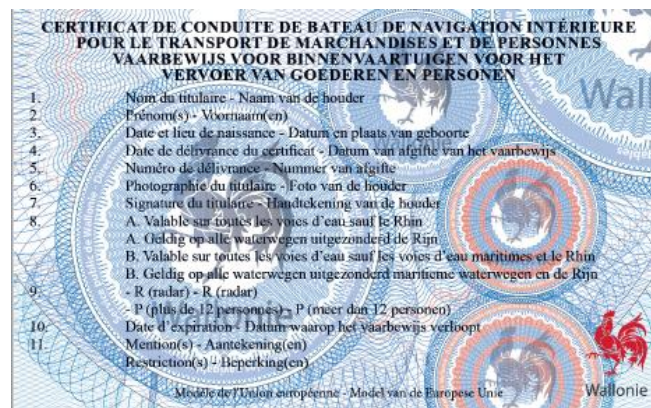 CERTIFICAT DE CONDUITE DE BATEAU DE NAVIGATION INTÉRIEURE
POUR LE TRANSPORT DE MARCHANDISES ET DE PERSONNES
VAARBEWIJS VOOR BINNENVAARTUIGEN VOOR HET
VERVOER VAN GOEDEREN EN PERSONEN
1. Nom du titulaire - Naam van de houder
2. Prénom(s) - Voornaam(en)
3. Date et lieu de naissance - Datum en plaats van geboorte
4. Date de délivrance du certificat - Datum van afgifte van het vaarbewijs
5. Numéro de délivrance - Nummer van afgifte
6. Photographie du titulaire - Foto van de houder
7. Signature du titulaire - Handtekening van de houder
8. A. Valable sur toutes les voies d'eau sauf le Rhin
A. Geldig op alle waterwegen uitgezonderd de Rijn
B. Valable sur toutes les voies d'eau sauf les voies d'eau maritimes et le Rhin
B. Geldig op alle waterwegen uitgezonderd maritieme waterwegen en de Rijn
9. - R (radar) - R (radar)
- P (plus de 12 personnes) - P (meer dan 12 personen)
10. Date d'expiration - Datum waarop het vaarbewijs verloopt
11. Mention(s) - Aantekening(en)
Restriction(s) - Beperking(en)
Modèle de l'Union européenne - Model van de Europese Unie
Wallonie